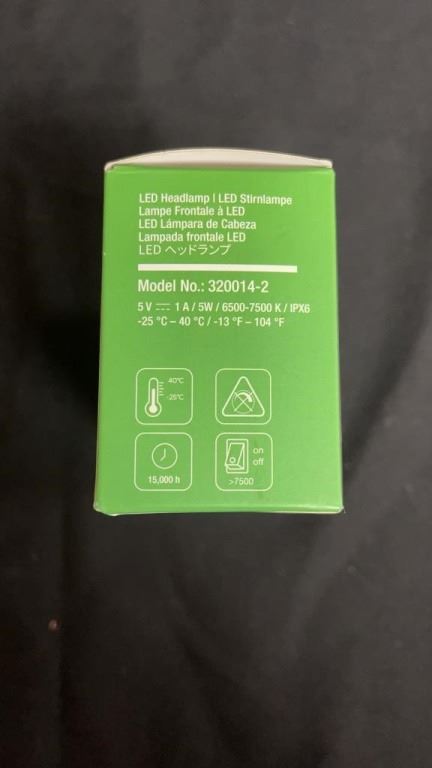 LED Headlamp | LED Stirnlampe
Lampe Frontale à LED
LED Lámpara de Cabeza
Lampada frontale LED
LED ヘッドランプ
Model No.: 320014-2
5 V ⎓ 1 A / 5W / 6500-7500 K / IPX6
-25 °C – 40 °C / -13 °F – 104 °F
40°C
-25°C
15,000 h
on
off
>7500